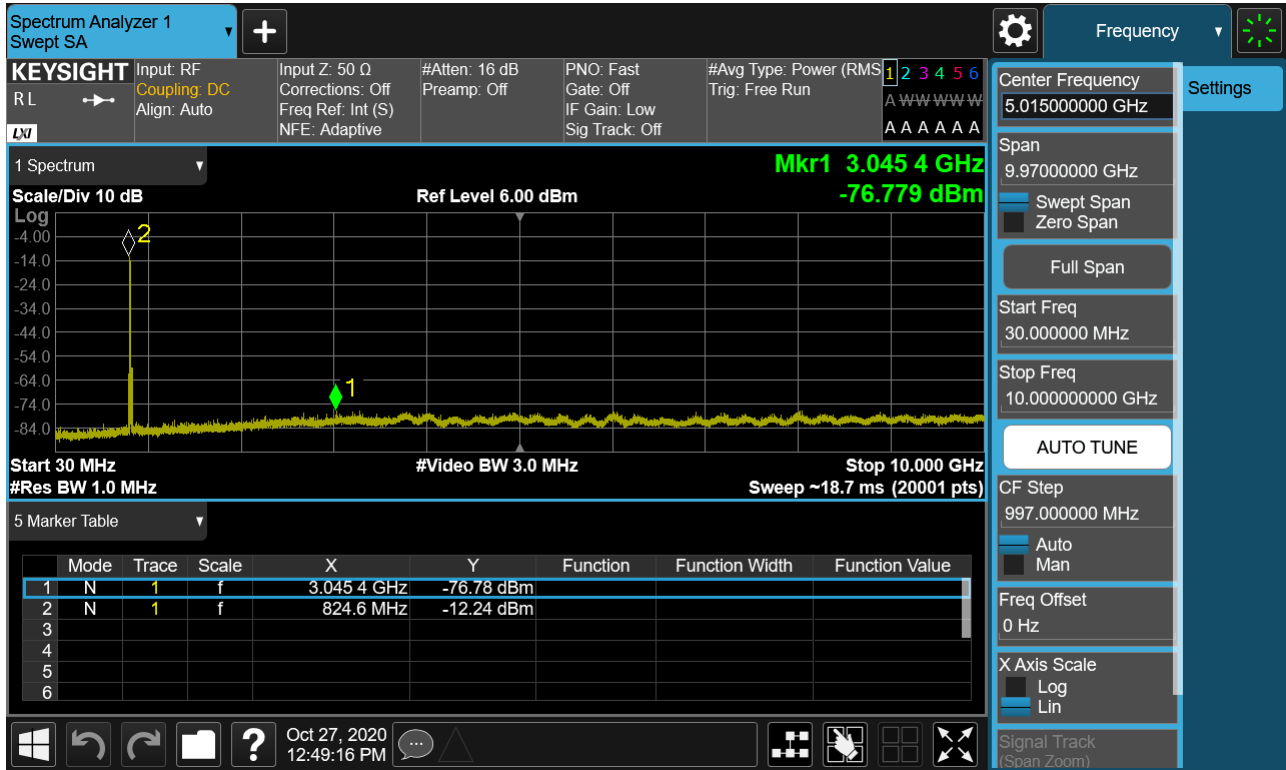 Spectrum Analyzer 1
Swept SA
Frequency
KEYSIGHT
R L
LXI
Input: RF
Coupling: DC
Align: Auto
Input Z: 50 Ω
Corrections: Off
Freq Ref: Int (S)
NFE: Adaptive
#Atten: 16 dB
Preamp: Off
PNO: Fast
Gate: Off
IF Gain: Low
Sig Track: Off
#Avg Type: Power (RMS
Trig: Free Run
1 2 3 4 5 6
A W W W W W
A A A A A A
1 Spectrum
Mkr1 3.045 4 GHz
-76.779 dBm
Scale/Div 10 dB
Ref Level 6.00 dBm
Log
-4.00
-14.0
-24.0
-34.0
-44.0
-54.0
-64.0
-74.0
-84.0
2
1
Start 30 MHz
#Video BW 3.0 MHz
Stop 10.000 GHz
#Res BW 1.0 MHz
Sweep ~18.7 ms (20001 pts)
5 Marker Table
Mode Trace Scale X Y Function Function Width Function Value
1 N 1 f 3.045 4 GHz -76.78 dBm
2 N 1 f 824.6 MHz -12.24 dBm
3
4
5
6
?
Oct 27, 2020
12:49:16 PM
Center Frequency
5.015000000 GHz
Settings
Span
9.97000000 GHz
Swept Span
Zero Span
Full Span
Start Freq
30.000000 MHz
Stop Freq
10.000000000 GHz
AUTO TUNE
CF Step
997.000000 MHz
Auto
Man
Freq Offset
0 Hz
X Axis Scale
Log
Lin
Signal Track
(Span Zoom)